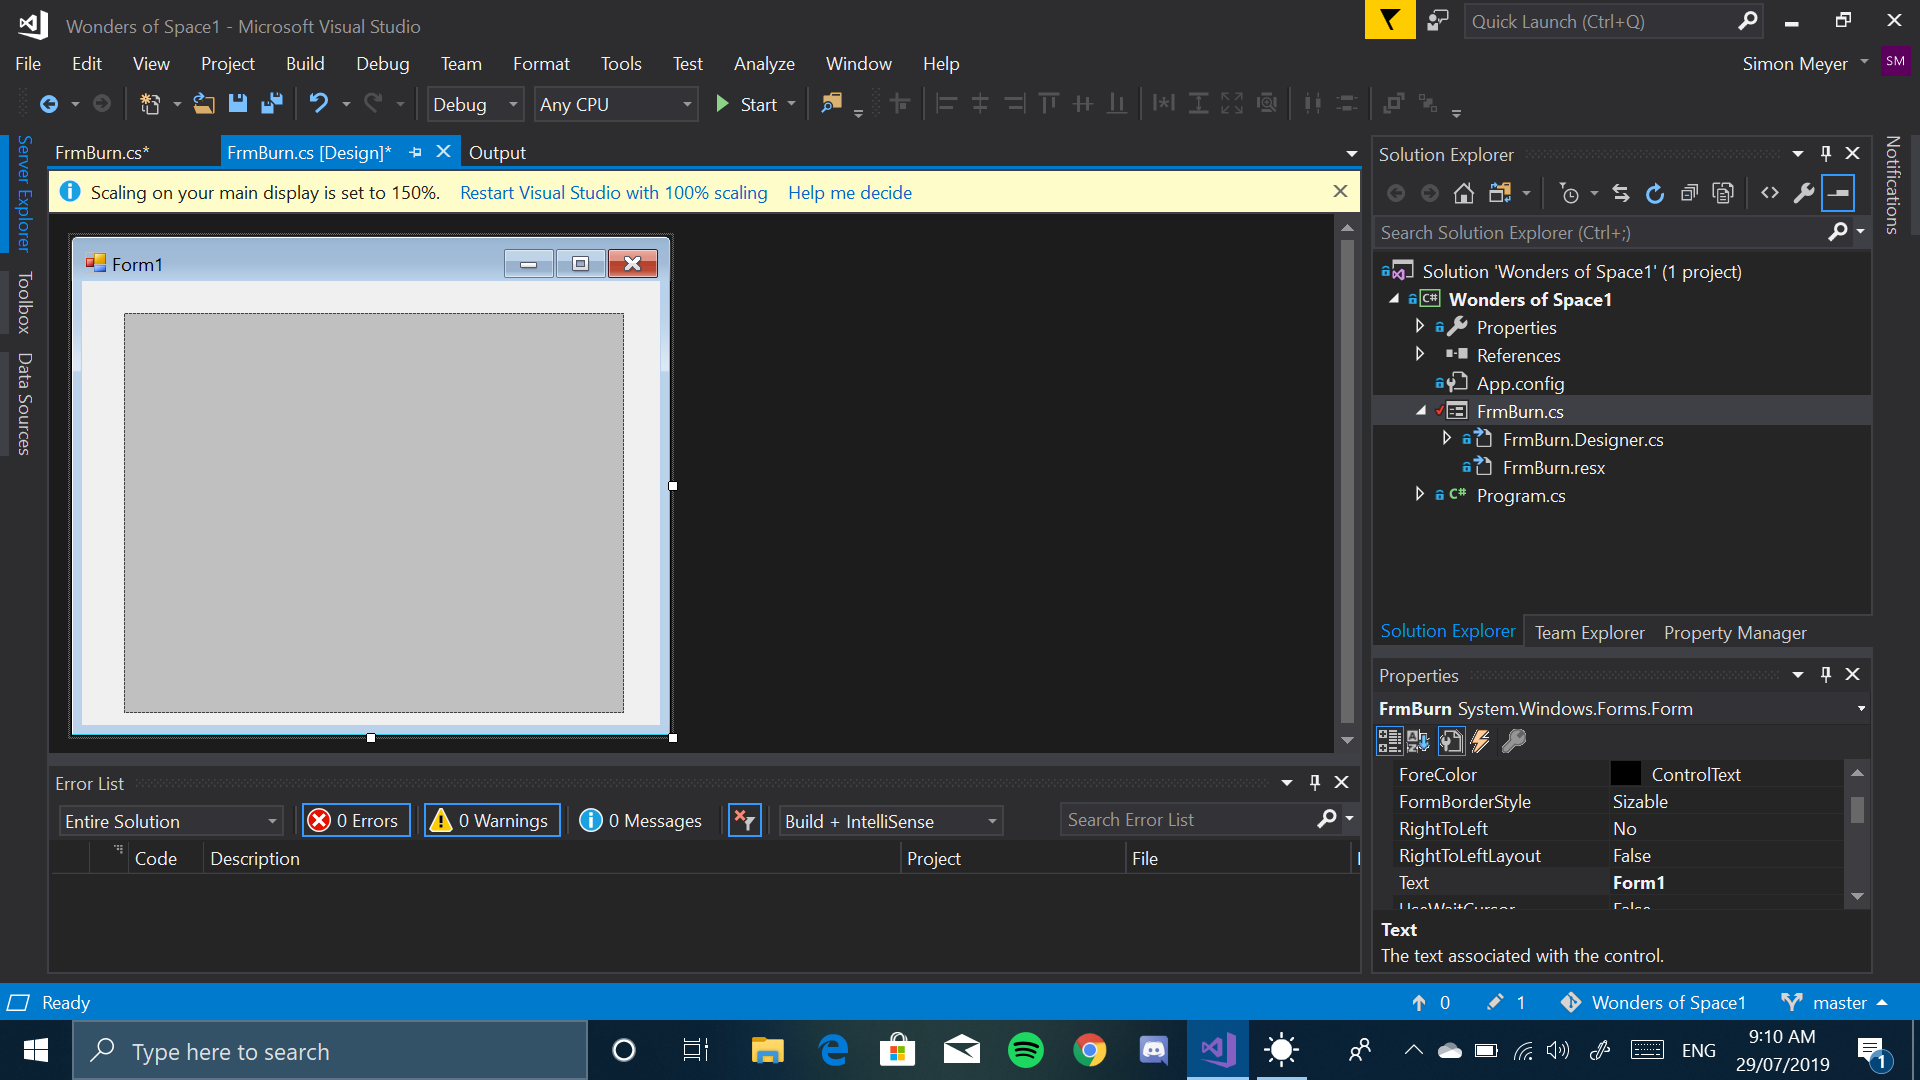 Wonders of Space1 - Microsoft Visual Studio
Quick Launch (Ctrl+Q)
File Edit View Project Build Debug Team Format Tools Test Analyze Window Help
Simon Meyer SM
Debug Any CPU Start
Server Explorer
Toolbox
Data Sources
FrmBurn.cs* FrmBurn.cs [Design]* Output
Scaling on your main display is set to 150%. Restart Visual Studio with 100% scaling Help me decide
Form1
Error List
Entire Solution 0 Errors 0 Warnings 0 Messages Build + IntelliSense Search Error List
Code Description Project File
Solution Explorer
Search Solution Explorer (Ctrl+;)
Solution 'Wonders of Space1' (1 project)
C# Wonders of Space1
Properties
References
App.config
FrmBurn.cs
FrmBurn.Designer.cs
FrmBurn.resx
C# Program.cs
Solution Explorer Team Explorer Property Manager
Properties
FrmBurn System.Windows.Forms.Form
ForeColor ControlText
FormBorderStyle Sizable
RightToLeft No
RightToLeftLayout False
Text Form1
UseWaitCursor False
Text
The text associated with the control.
Notifications
Ready 0 1 Wonders of Space1 master
Type here to search
ENG
9:10 AM
29/07/2019
1